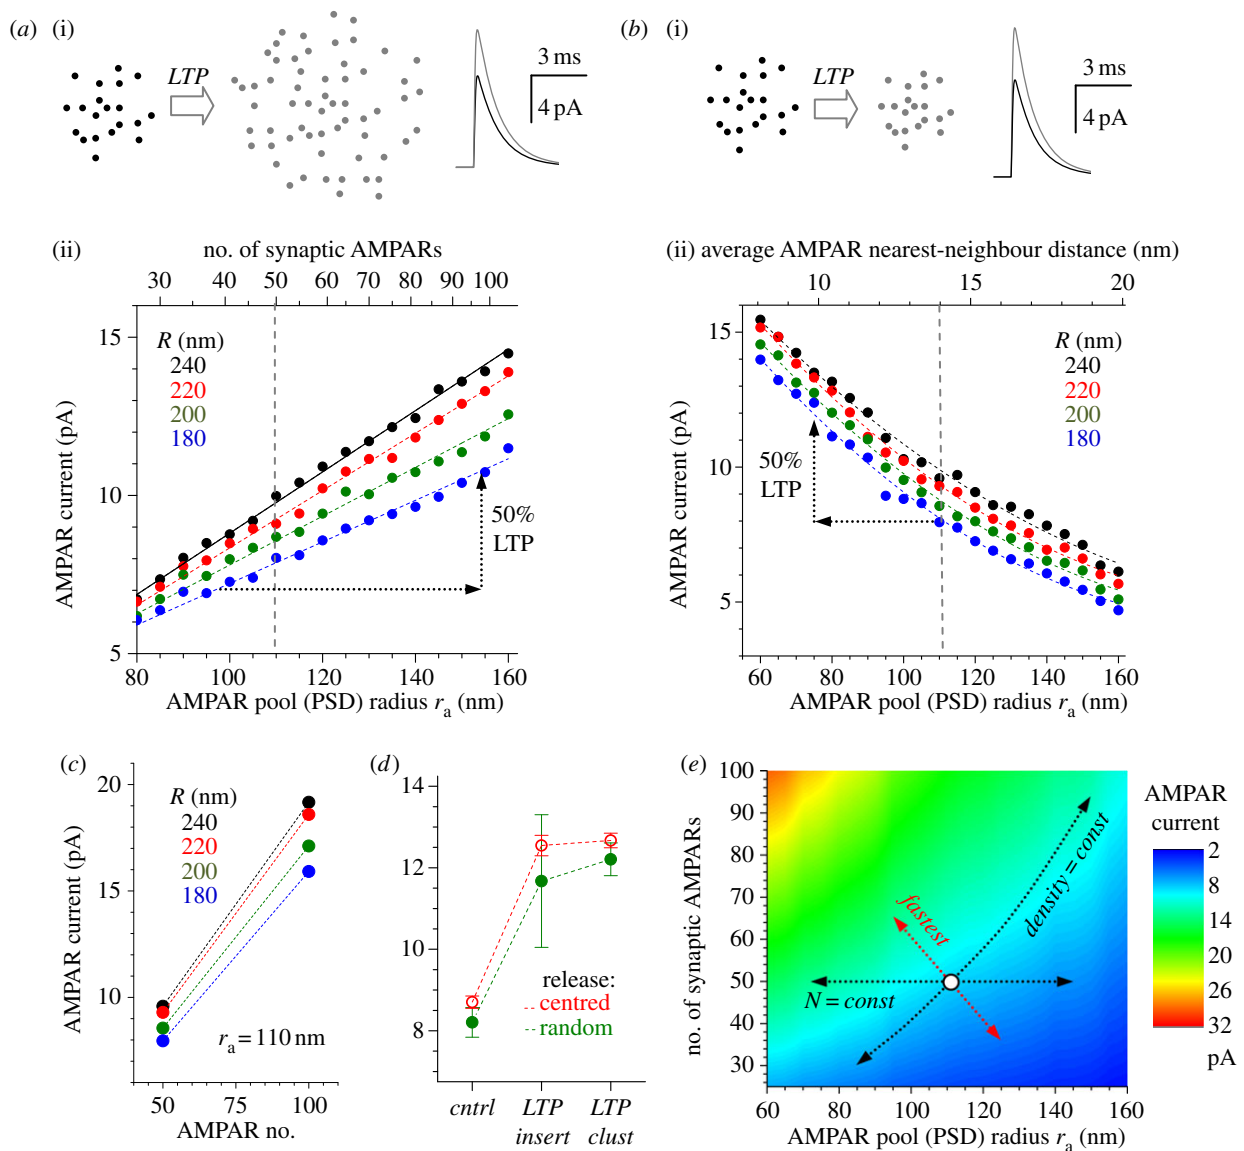 (a) (i)
LTP
3 ms
4 pA
(b) (i)
LTP
3 ms
4 pA
(ii) no. of synaptic AMPARs
30 40 50 60 70 80 90 100
15
10
5
AMPAR current (pA)
R (nm)
240
220
200
180
50%
LTP
80 100 120 140 160
AMPAR pool (PSD) radius ra (nm)
(ii) average AMPAR nearest-neighbour distance (nm)
10 15 20
15
10
5
AMPAR current (pA)
R (nm)
240
220
200
180
50%
LTP
60 80 100 120 140 160
AMPAR pool (PSD) radius ra (nm)
(c)
20
18
15
13
10
AMPAR current (pA)
R (nm)
240
220
200
180
ra = 110 nm
50 75 100
AMPAR no.
(d)
14
12
10
8
release:
centred
random
cntrl LTP LTP
insert clust
(e)
100
90
80
70
60
50
40
30
no. of synaptic AMPARs
density = const
fastest
N = const
60 80 100 120 140 160
AMPAR pool (PSD) radius ra (nm)
AMPAR
current
2
8
14
20
26
32
pA